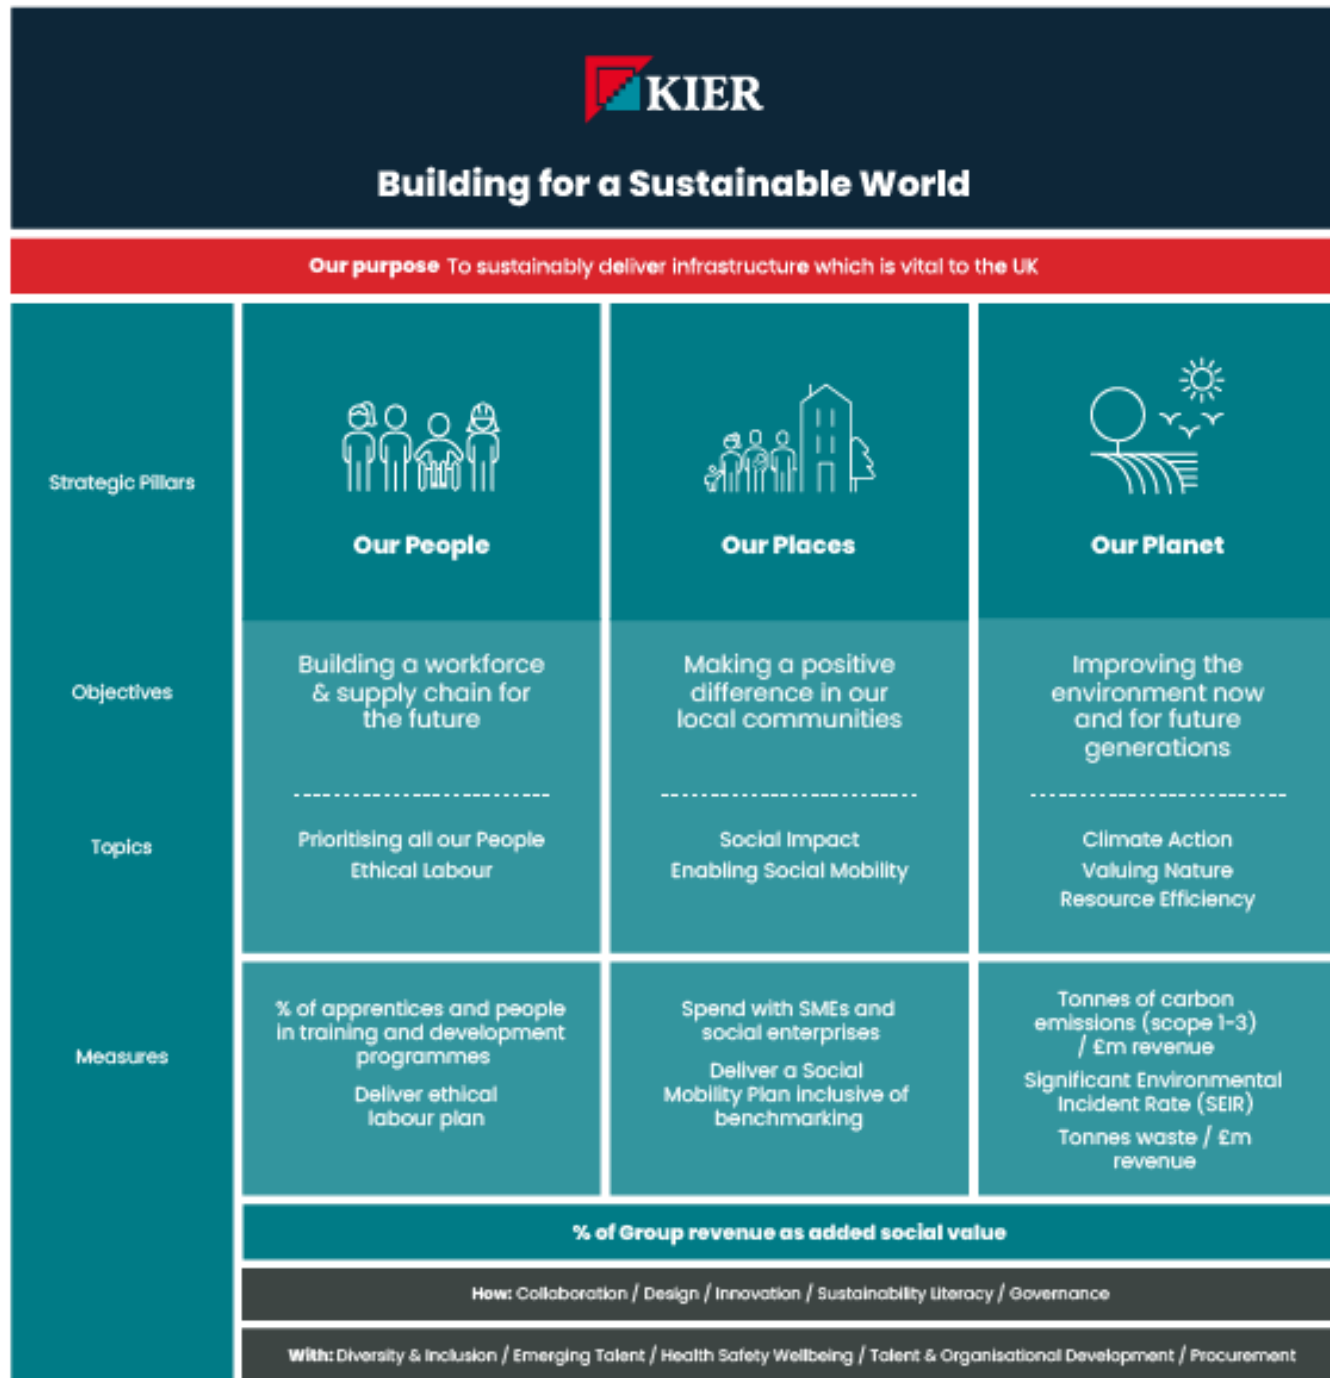 KIER
Building for a Sustainable World
Our purpose To sustainably deliver infrastructure which is vital to the UK
Strategic Pillars
Our People
Our Places
Our Planet
Objectives
Building a workforce
& supply chain for
the future
Making a positive
difference in our
local communities
Improving the
environment now
and for future
generations
Topics
Prioritising all our People
Ethical Labour
Social Impact
Enabling Social Mobility
Climate Action
Valuing Nature
Resource Efficiency
Measures
% of apprentices and people
in training and development
programmes
Deliver ethical
labour plan
Spend with SMEs and
social enterprises
Deliver a Social
Mobility Plan inclusive of
benchmarking
Tonnes of carbon
emissions (scope 1-3)
/ £m revenue
Significant Environmental
Incident Rate (SEIR)
Tonnes waste / £m
revenue
% of Group revenue as added social value
How: Collaboration / Design / Innovation / Sustainability Literacy / Governance
With: Diversity & Inclusion / Emerging Talent / Health Safety Wellbeing / Talent & Organisational Development / Procurement